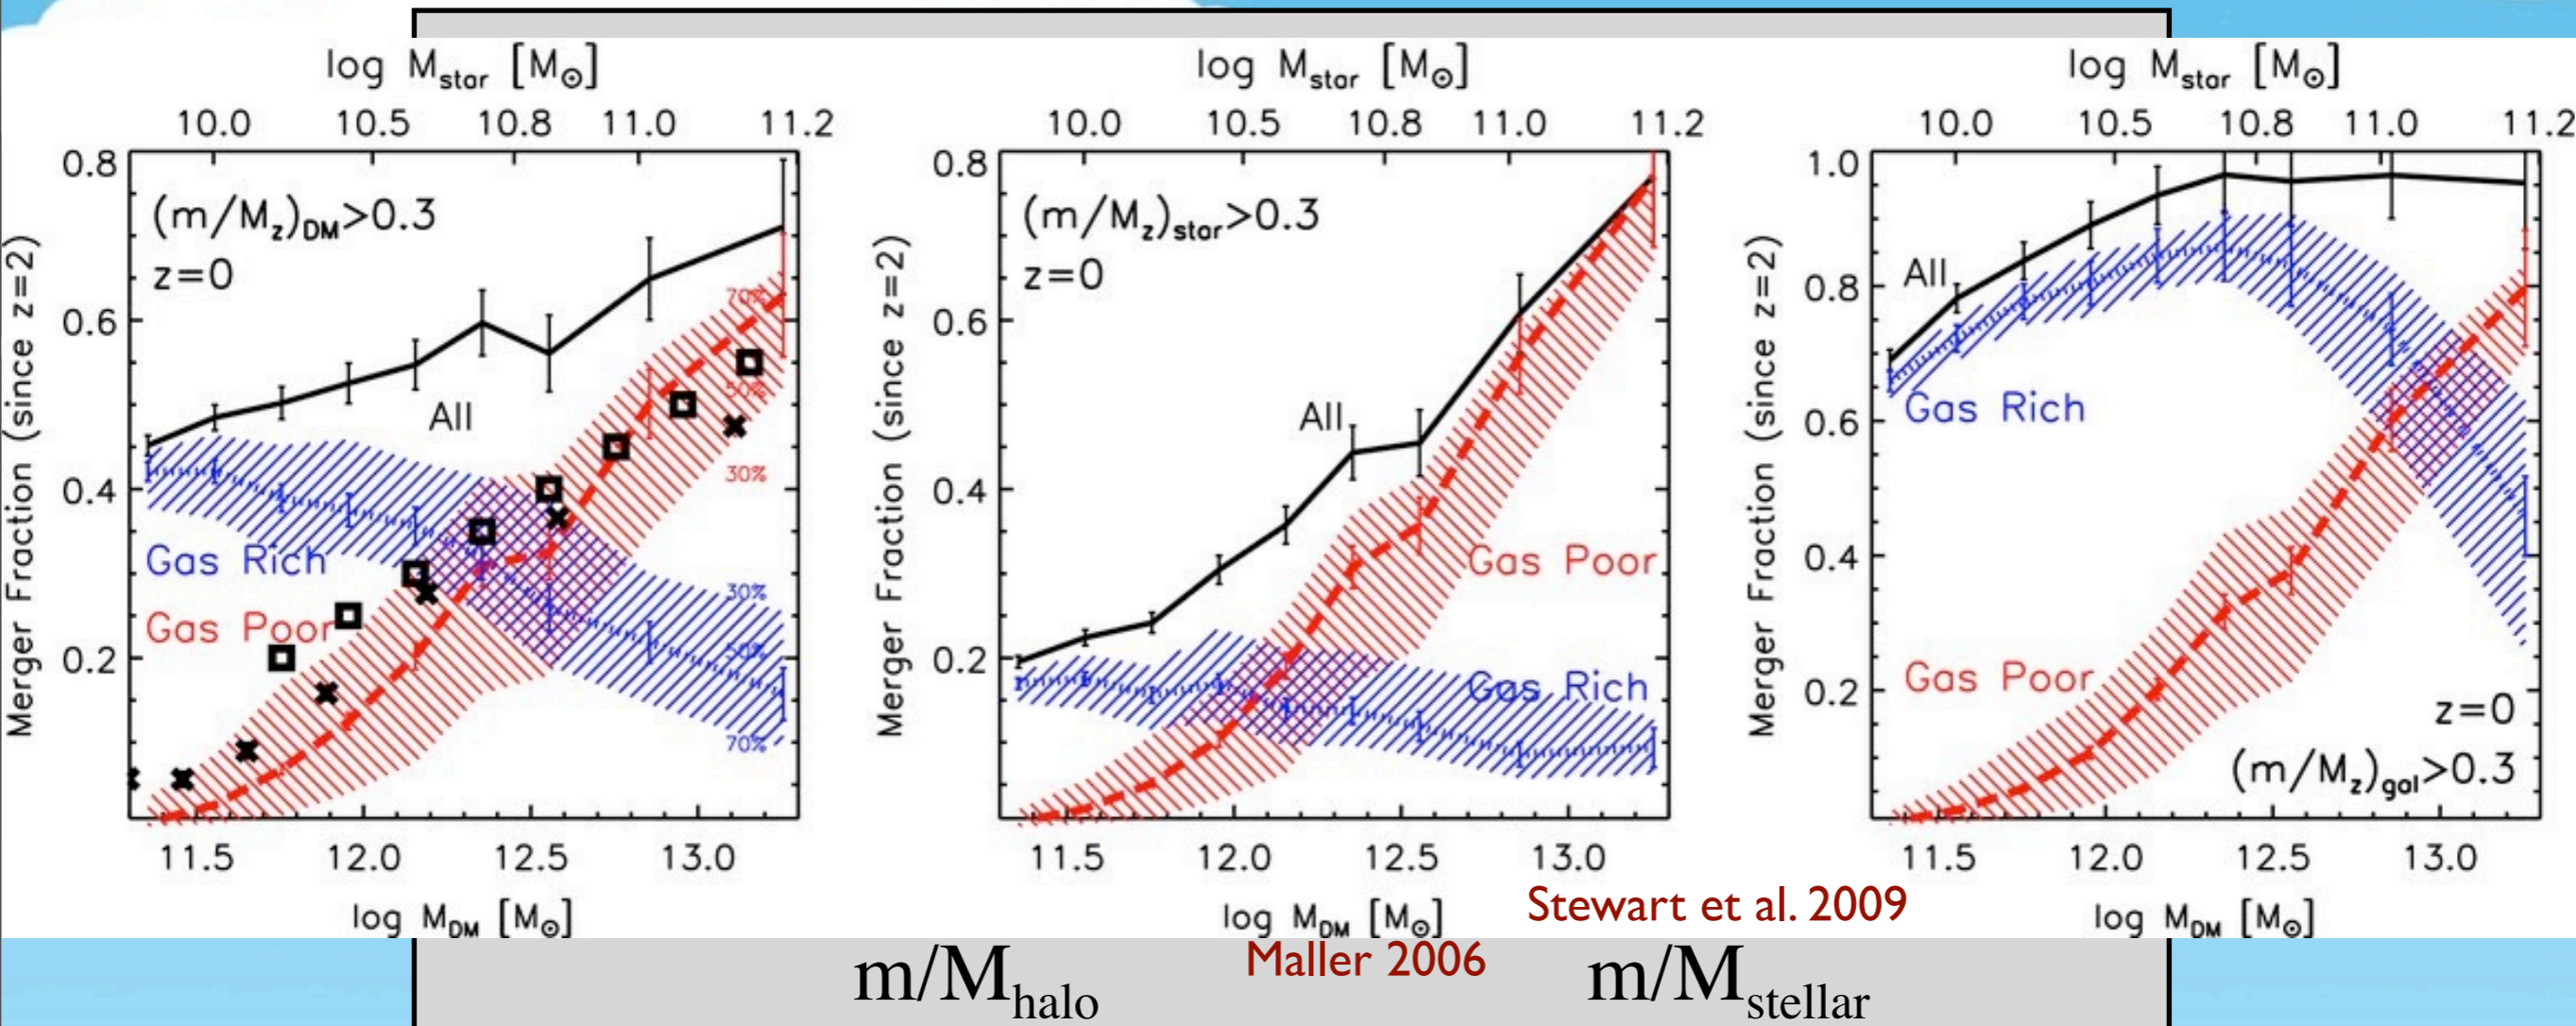 log M_star [M_⊙]
10.0 10.5 10.8 11.0 11.2
0.8
0.6
0.4
0.2
Merger Fraction (since z=2)
(m/M_z)_DM>0.3
z=0
All
Gas Rich
Gas Poor
70%
50%
30%
30%
50%
70%
11.5 12.0 12.5 13.0
log M_DM [M_⊙]
log M_star [M_⊙]
10.0 10.5 10.8 11.0 11.2
0.8
0.6
0.4
0.2
Merger Fraction (since z=2)
(m/M_z)_star>0.3
z=0
All
Gas Poor
Gas Rich
11.5 12.0 12.5 13.0
log M_DM [M_⊙]
log M_star [M_⊙]
10.0 10.5 10.8 11.0 11.2
1.0
0.8
0.6
0.4
0.2
Merger Fraction (since z=2)
All
Gas Rich
Gas Poor
z=0
(m/M_z)_gal>0.3
11.5 12.0 12.5 13.0
log M_DM [M_⊙]
Stewart et al. 2009
Maller 2006
m/M_halo
m/M_stellar